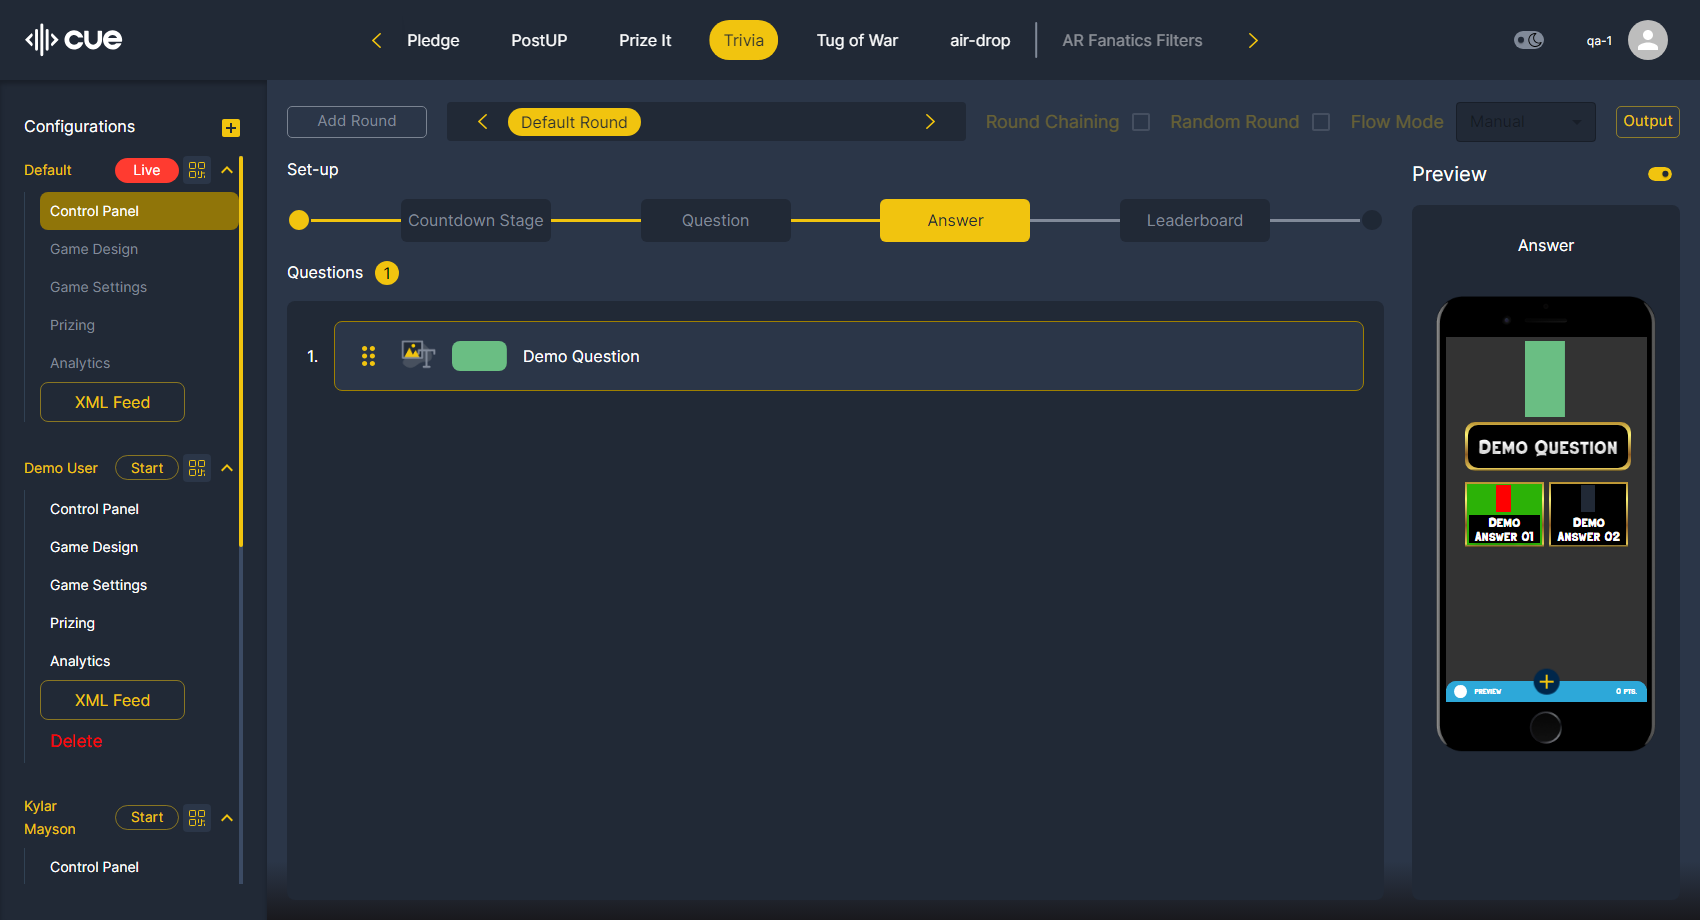 cue
Pledge
PostUP
Prize It
Trivia
Tug of War
air-drop
AR Fanatics Filters
qa-1
Configurations
Default
Live
Control Panel
Game Design
Game Settings
Prizing
Analytics
XML Feed
Demo User
Start
Control Panel
Game Design
Game Settings
Prizing
Analytics
XML Feed
Delete
Kylar
Mayson
Start
Control Panel
Add Round
Default Round
Round Chaining
Random Round
Flow Mode
Manual
Output
Set-up
Countdown Stage
Question
Answer
Leaderboard
Questions 1
1.
Demo Question
Preview
Answer
Demo Question
Demo
Answer 01
Demo
Answer 02
PREVIEW
0 PTS.